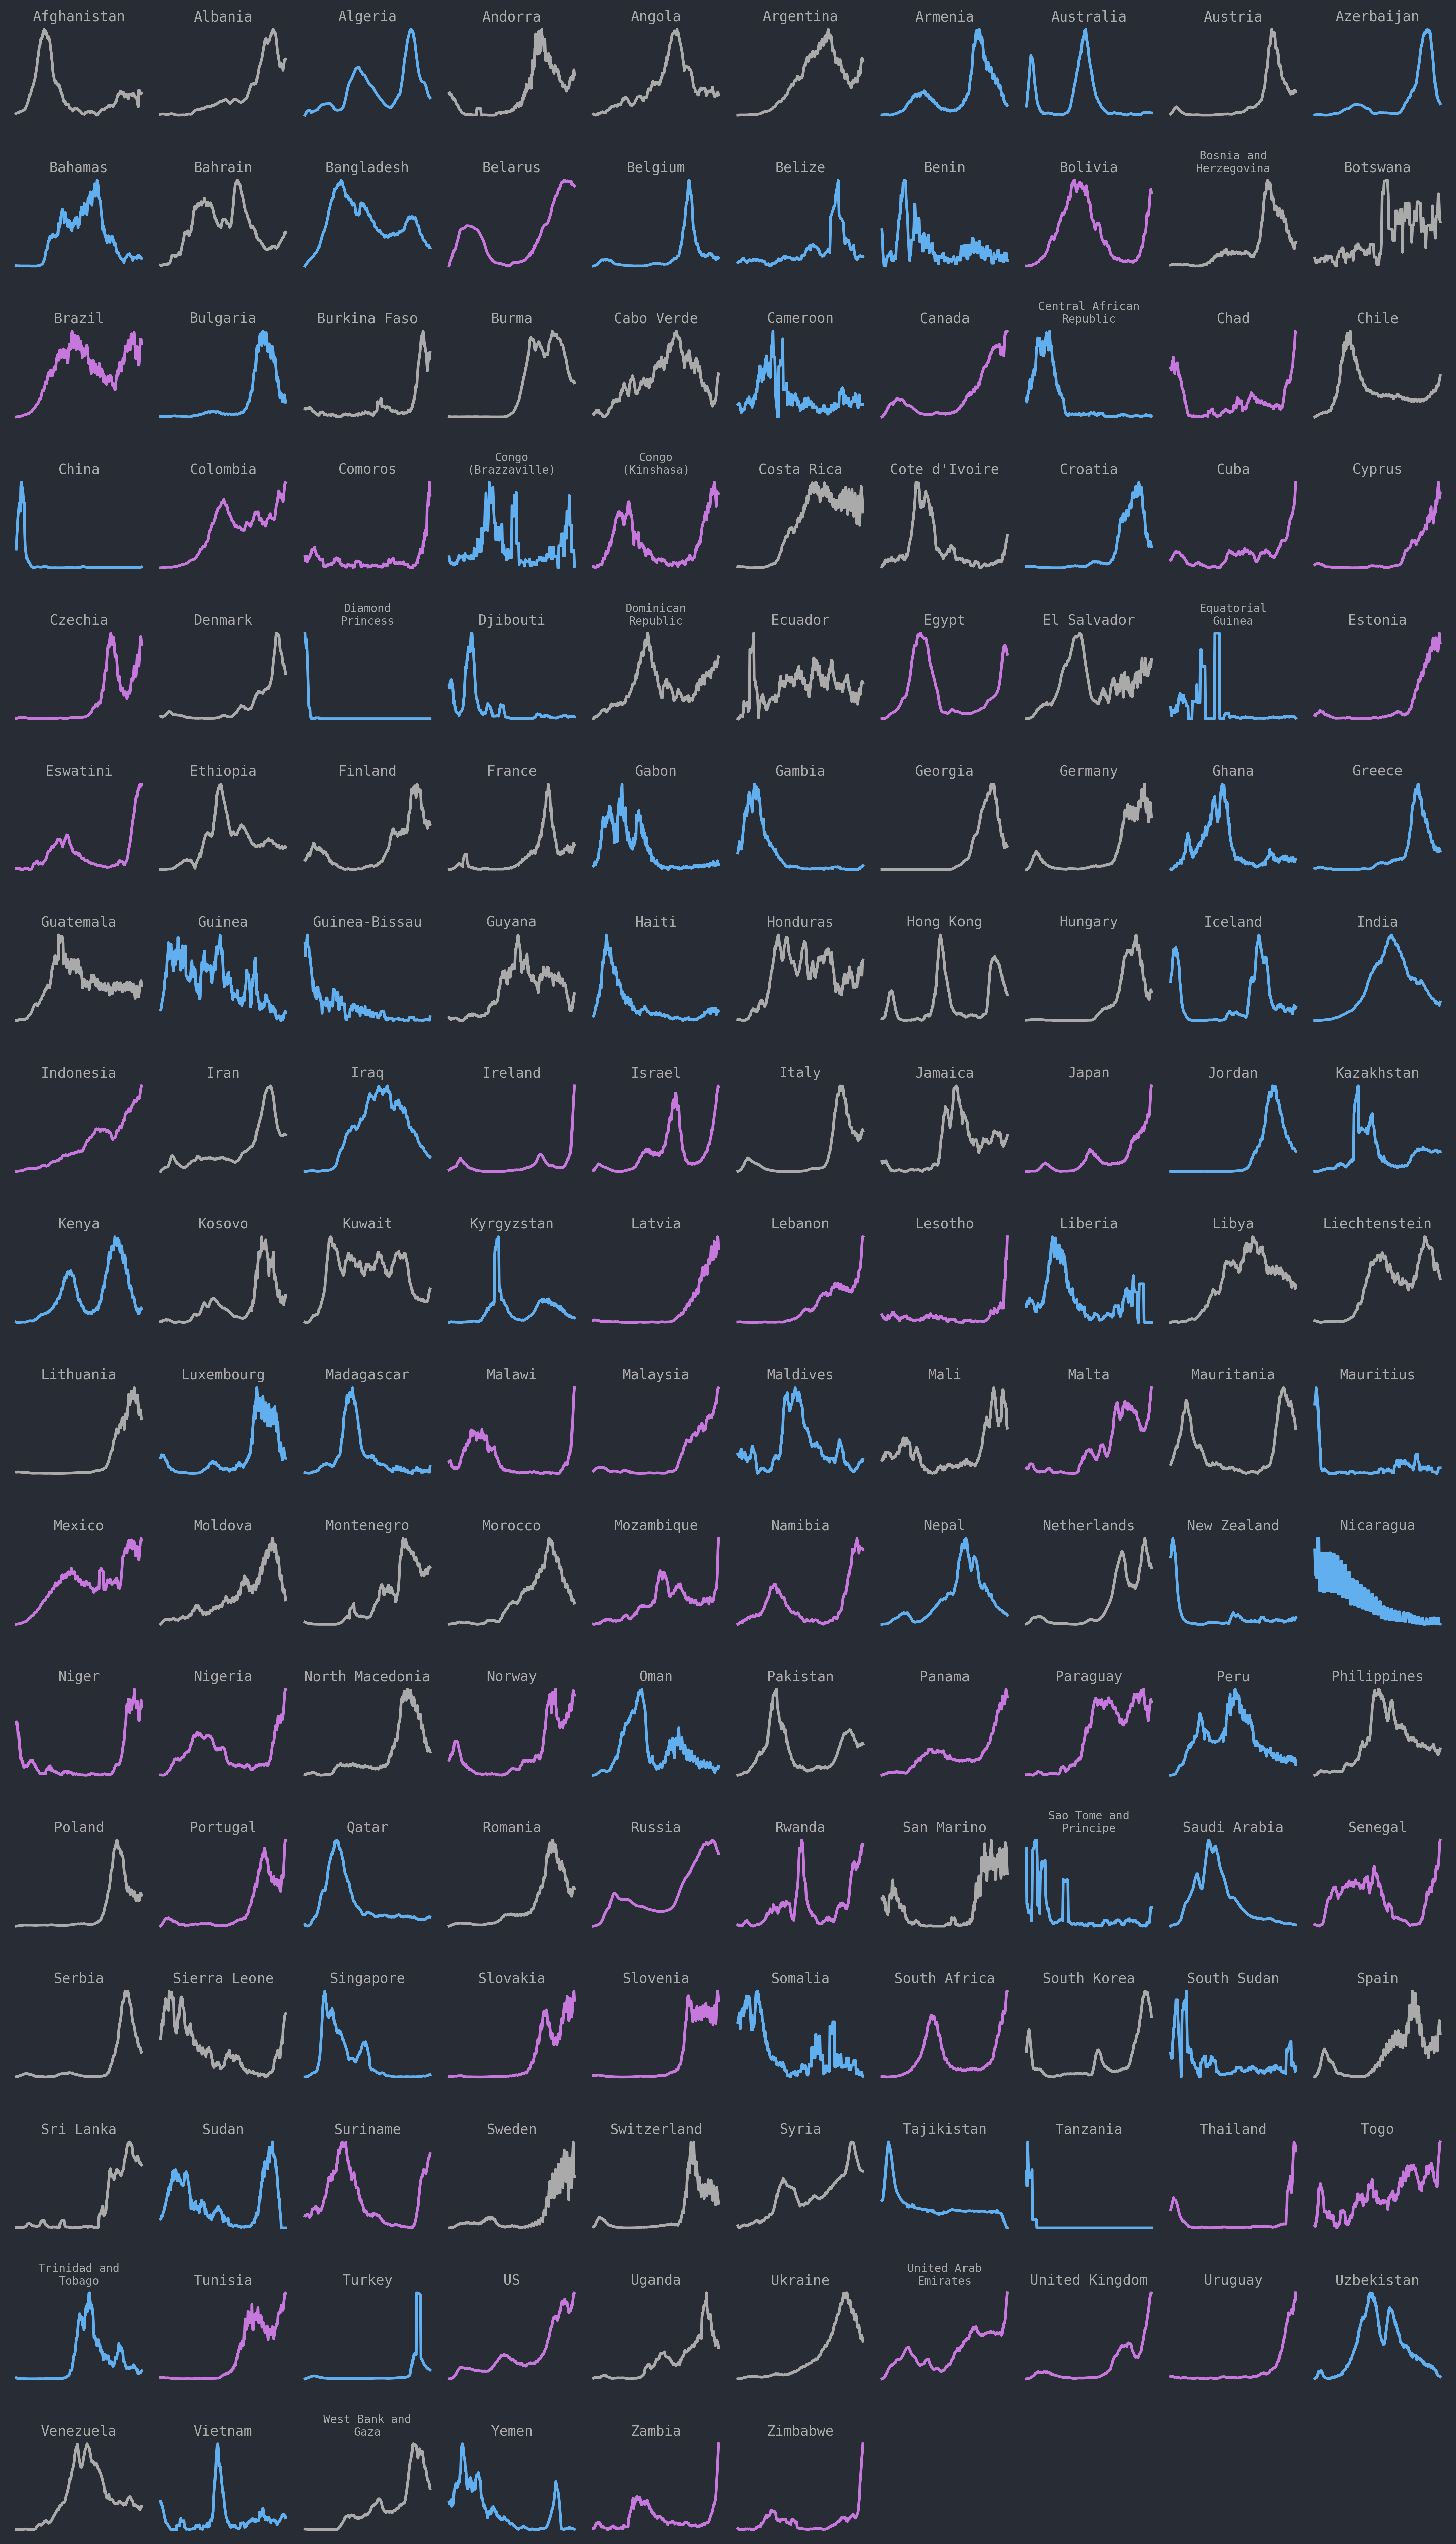 Afghanistan
Albania
Algeria
Andorra
Angola
Argentina
Armenia
Australia
Austria
Azerbaijan
Bahamas
Bahrain
Bangladesh
Belarus
Belgium
Belize
Benin
Bolivia
Bosnia and
Herzegovina
Botswana
Brazil
Bulgaria
Burkina Faso
Burma
Cabo Verde
Cameroon
Canada
Central African
Republic
Chad
Chile
China
Colombia
Comoros
Congo
(Brazzaville)
Congo
(Kinshasa)
Costa Rica
Cote d'Ivoire
Croatia
Cuba
Cyprus
Czechia
Denmark
Diamond
Princess
Djibouti
Dominican
Republic
Ecuador
Egypt
El Salvador
Equatorial
Guinea
Estonia
Eswatini
Ethiopia
Finland
France
Gabon
Gambia
Georgia
Germany
Ghana
Greece
Guatemala
Guinea
Guinea-Bissau
Guyana
Haiti
Honduras
Hong Kong
Hungary
Iceland
India
Indonesia
Iran
Iraq
Ireland
Israel
Italy
Jamaica
Japan
Jordan
Kazakhstan
Kenya
Kosovo
Kuwait
Kyrgyzstan
Latvia
Lebanon
Lesotho
Liberia
Libya
Liechtenstein
Lithuania
Luxembourg
Madagascar
Malawi
Malaysia
Maldives
Mali
Malta
Mauritania
Mauritius
Mexico
Moldova
Montenegro
Morocco
Mozambique
Namibia
Nepal
Netherlands
New Zealand
Nicaragua
Niger
Nigeria
North Macedonia
Norway
Oman
Pakistan
Panama
Paraguay
Peru
Philippines
Poland
Portugal
Qatar
Romania
Russia
Rwanda
San Marino
Sao Tome and
Principe
Saudi Arabia
Senegal
Serbia
Sierra Leone
Singapore
Slovakia
Slovenia
Somalia
South Africa
South Korea
South Sudan
Spain
Sri Lanka
Sudan
Suriname
Sweden
Switzerland
Syria
Tajikistan
Tanzania
Thailand
Togo
Trinidad and
Tobago
Tunisia
Turkey
US
Uganda
Ukraine
United Arab
Emirates
United Kingdom
Uruguay
Uzbekistan
Venezuela
Vietnam
West Bank and
Gaza
Yemen
Zambia
Zimbabwe